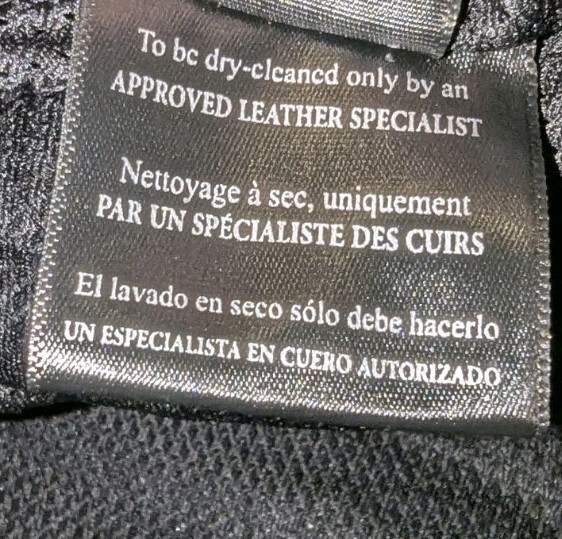 To be dry-cleaned only by an
APPROVED LEATHER SPECIALIST
Nettoyage à sec, uniquement
PAR UN SPÉCIALISTE DES CUIRS
El lavado en seco sólo debe hacerlo
UN ESPECIALISTA EN CUERO AUTORIZADO